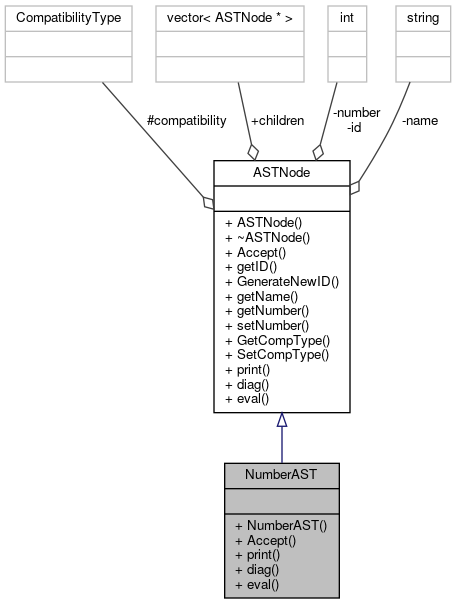 CompatibilityType
vector< ASTNode * >
int
string
#compatibility
+children
-number
-id
-name
ASTNode
+ ASTNode()
+ ~ASTNode()
+ Accept()
+ getID()
+ GenerateNewID()
+ getName()
+ getNumber()
+ setNumber()
+ GetCompType()
+ SetCompType()
+ print()
+ diag()
+ eval()
NumberAST
+ NumberAST()
+ Accept()
+ print()
+ diag()
+ eval()